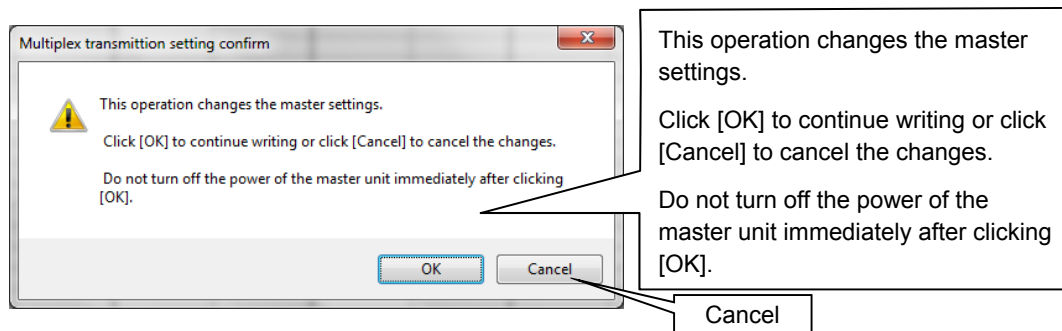 Multiplex transmittion setting confirm
This operation changes the master settings.
Click [OK] to continue writing or click [Cancel] to cancel the changes.
Do not turn off the power of the master unit immediately after clicking
[OK].
OK
Cancel
This operation changes the master
settings.
Click [OK] to continue writing or click
[Cancel] to cancel the changes.
Do not turn off the power of the
master unit immediately after clicking
[OK].
Cancel